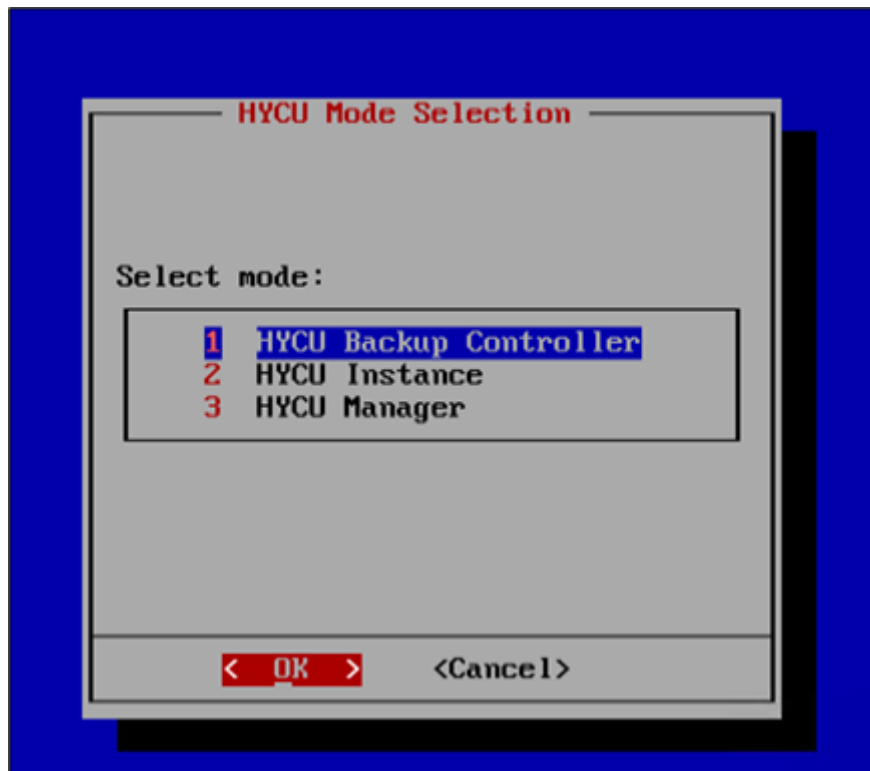 HYCU Mode Selection
Select mode:
1 HYCU Backup Controller
2 HYCU Instance
3 HYCU Manager
< OK > <Cancel>